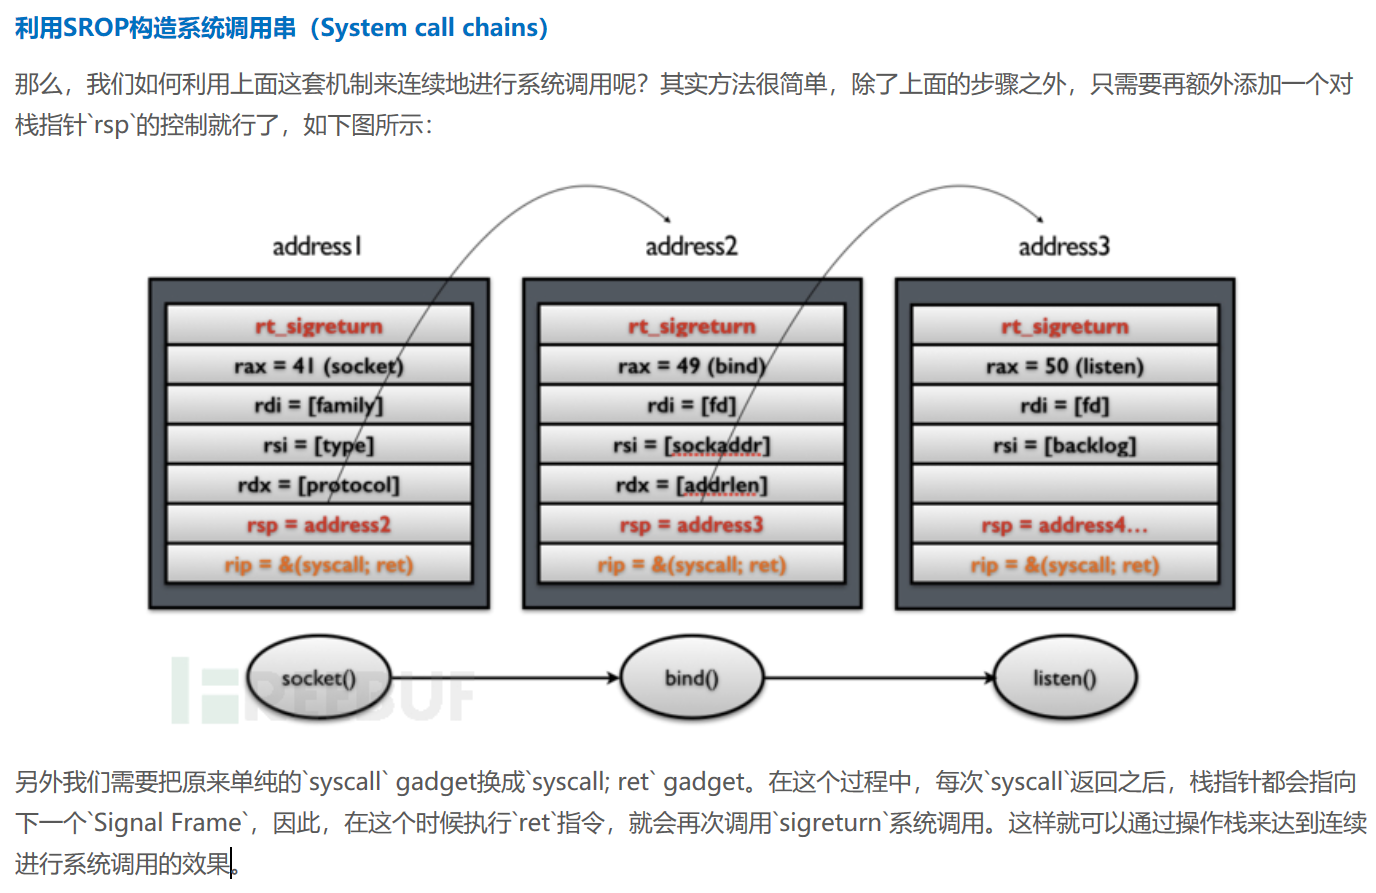 利用SROP构造系统调用串（System call chains）
那么，我们如何利用上面这套机制来连续地进行系统调用呢？其实方法很简单，除了上面的步骤之外，只需要再额外添加一个对
栈指针`rsp`的控制就行了，如下图所示：
address1
address2
address3
rt_sigreturn
rax = 41 (socket)
rdi = [family]
rsi = [type]
rdx = [protocol]
rsp = address2
rip = &(syscall; ret)
rt_sigreturn
rax = 49 (bind)
rdi = [fd]
rsi = [sockaddr]
rdx = [addrlen]
rsp = address3
rip = &(syscall; ret)
rt_sigreturn
rax = 50 (listen)
rdi = [fd]
rsi = [backlog]
rsp = address4...
rip = &(syscall; ret)
socket()
bind()
listen()
FREEBUF
另外我们需要把原来单纯的`syscall` gadget换成`syscall; ret` gadget。在这个过程中，每次`syscall`返回之后，栈指针都会指向
下一个`Signal Frame`，因此，在这个时候执行`ret`指令，就会再次调用`sigreturn`系统调用。这样就可以通过操作栈来达到连续
进行系统调用的效果。